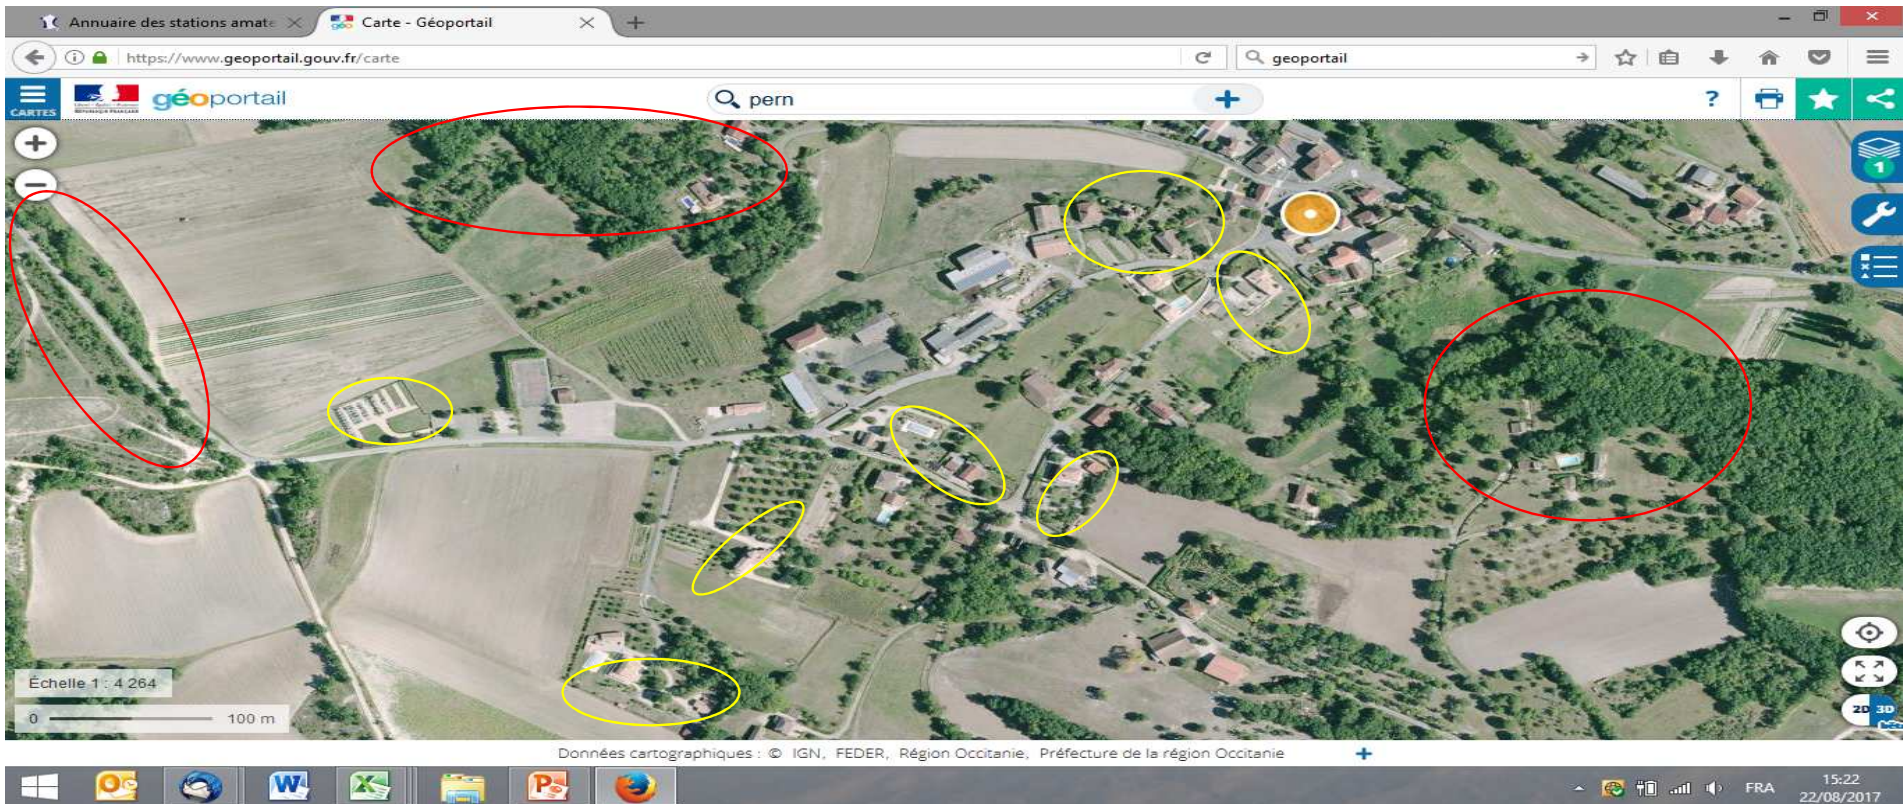 Annuaire des stations amate
Carte - Géoportail
https://www.geoportail.gouv.fr/carte
geoportail
CARTES
géoportail
pern
?
1
Échelle 1 : 4 264
0 100 m
2D 3D
Données cartographiques : © IGN, FEDER, Région Occitanie, Préfecture de la région Occitanie
FRA
15:22
22/08/2017